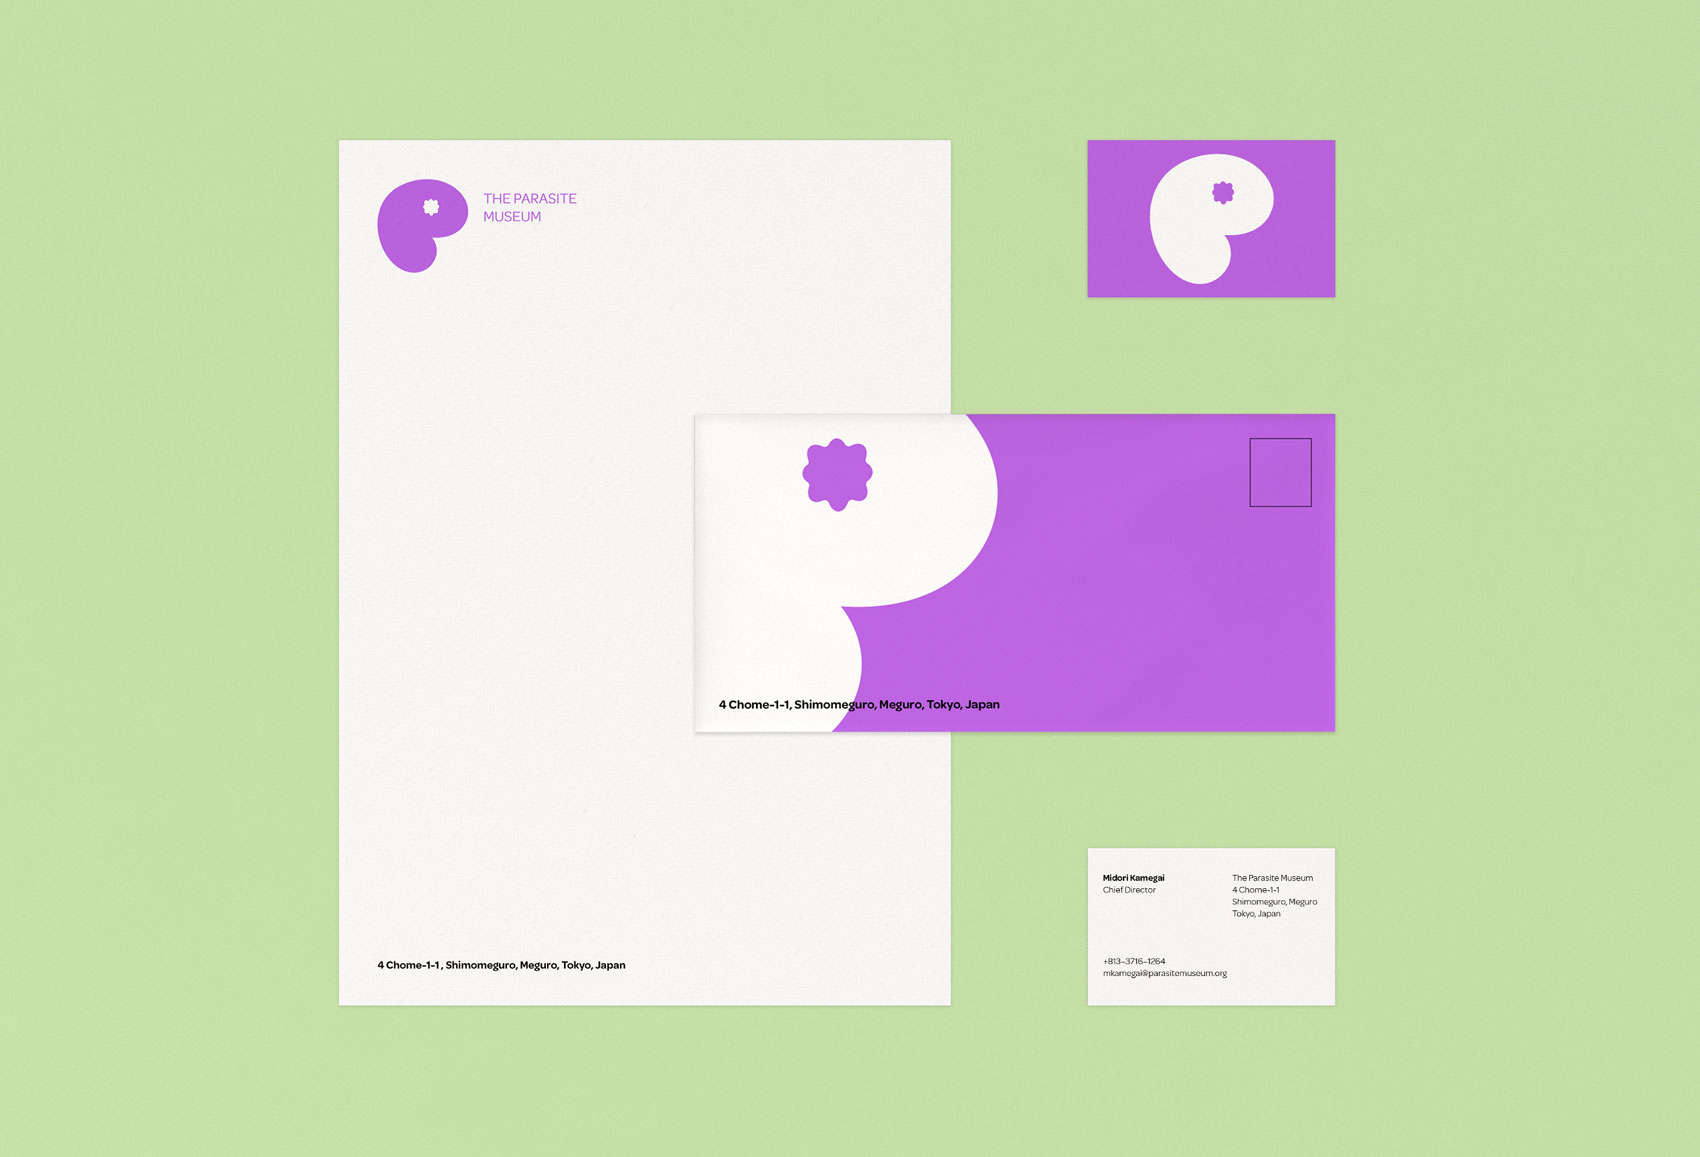 THE PARASITE
MUSEUM
4 Chome-1-1, Shimomeguro, Meguro, Tokyo, Japan
4 Chome-1-1 , Shimomeguro, Meguro, Tokyo, Japan
Midori Kamegai
Chief Director
The Parasite Museum
4 Chome-1-1
Shimomeguro, Meguro
Tokyo, Japan
+813-3716-1264
mkamegai@parasitemuseum.org